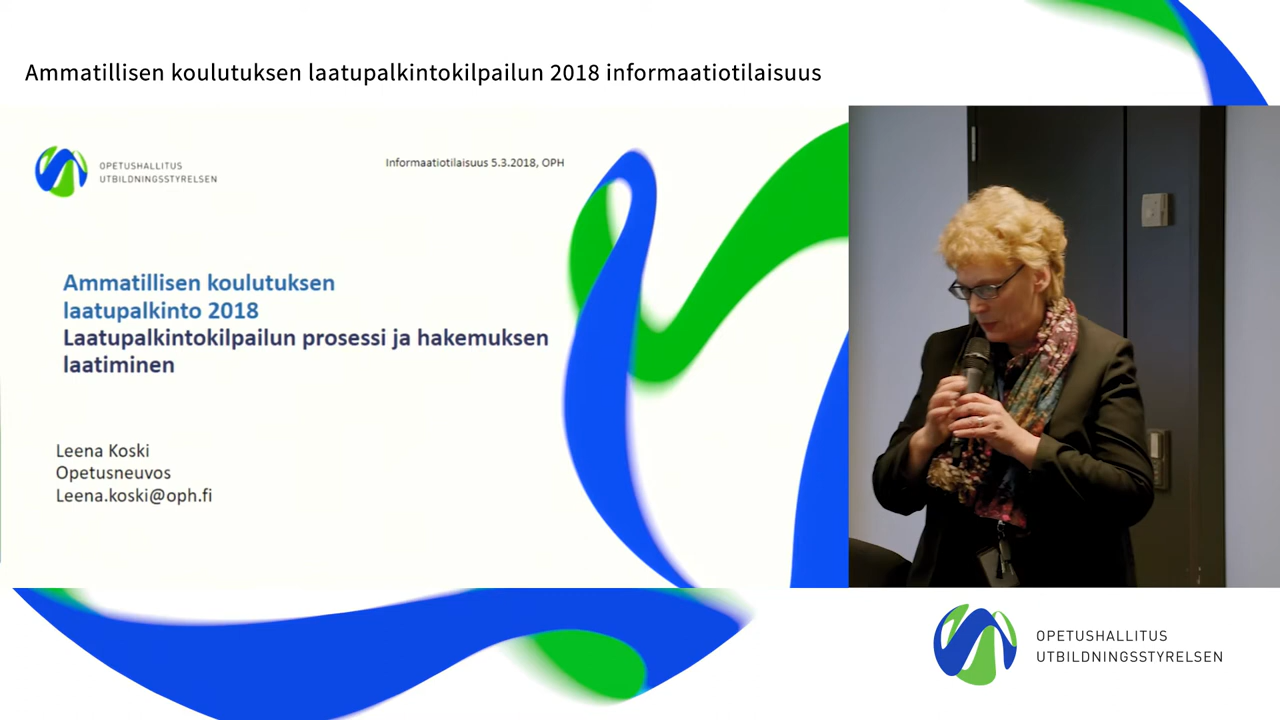 Ammatillisen koulutuksen laatupalkintokilpailun 2018 informaatiotilaisuus
OPETUSHALLITUS
UTBILDNINGSSTYRELSEN
Informaatiotilaisuus 5.3.2018, OPH
Ammatillisen koulutuksen
laatupalkinto 2018
Laatupalkintokilpailun prosessi ja hakemuksen
laatiminen
Leena Koski
Opetusneuvos
Leena.koski@oph.fi
OPETUSHALLITUS
UTBILDNINGSSTYRELSEN